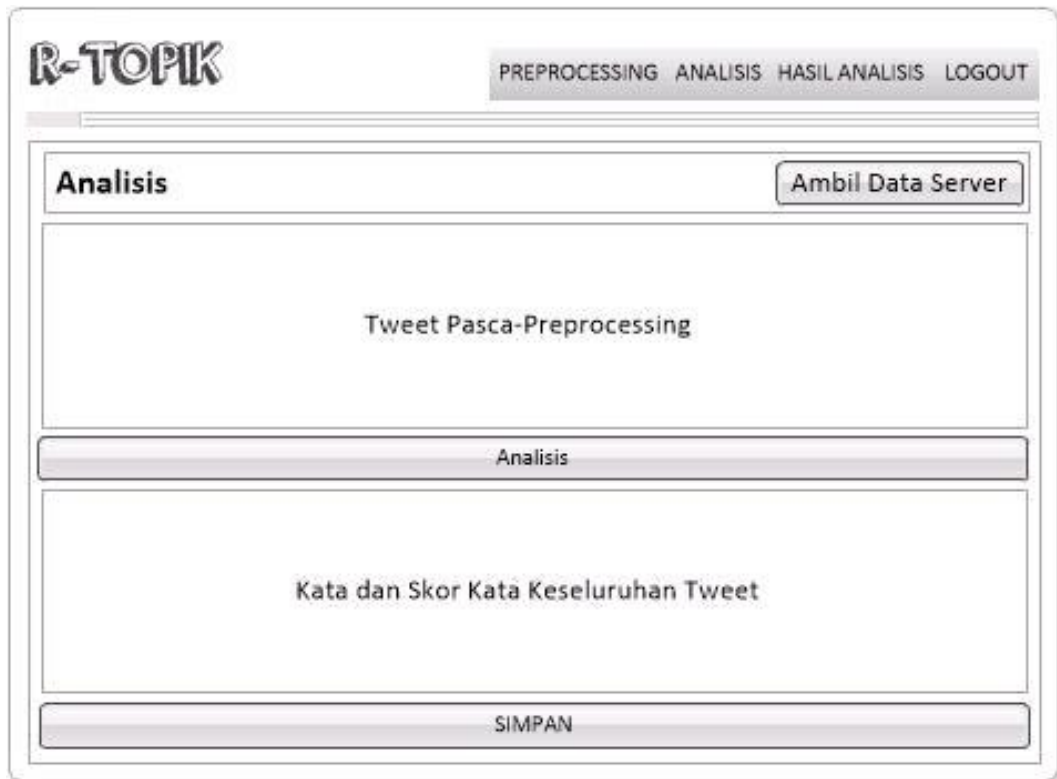 R-TOPIK
PREPROCESSING ANALISIS HASIL ANALISIS LOGOUT
Analisis
Ambil Data Server
Tweet Pasca-Preprocessing
Analisis
Kata dan Skor Kata Keseluruhan Tweet
SIMPAN